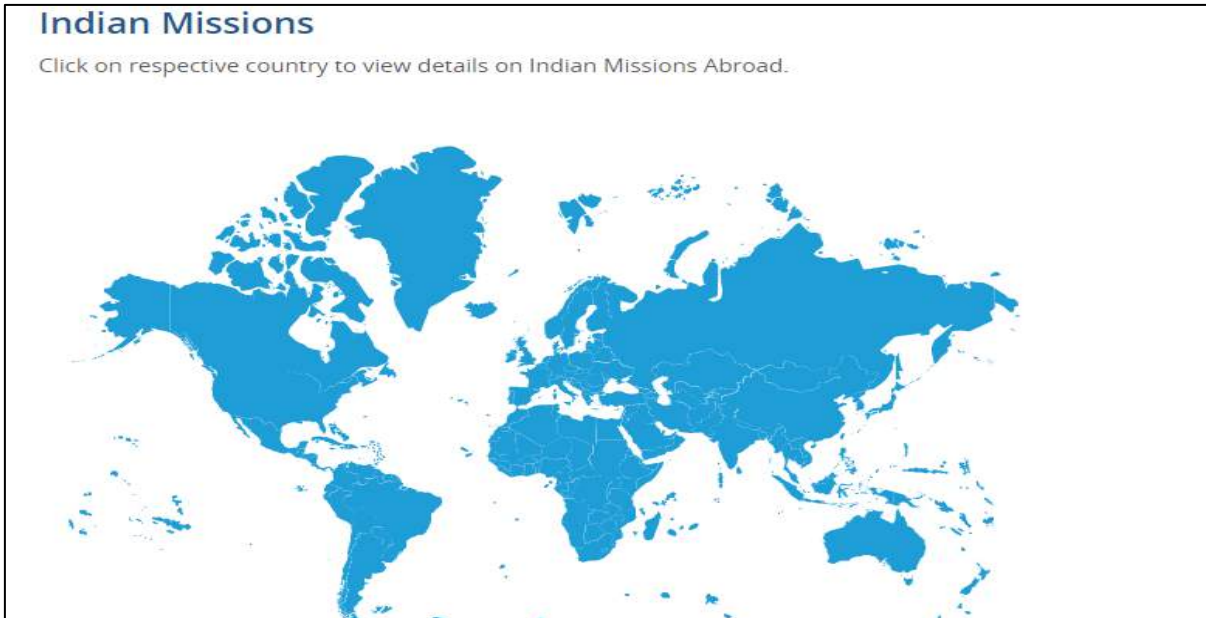 Indian Missions
Click on respective country to view details on Indian Missions Abroad.